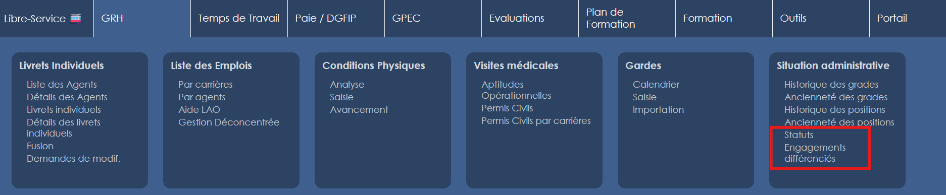 Libre-Service
GRH
Temps de Travail
Paie / DGFIP
GPEC
Evaluations
Plan de
Formation
Formation
Outils
Portail
Livrets Individuels
Liste des Agents
Détails des Agents
Livrets individuels
Détails des livrets
individuels
Fusion
Demandes de modif.
Liste des Emplois
Par carrières
Par agents
Aide LAO
Gestion Déconcentrée
Conditions Physiques
Analyse
Saisie
Avancement
Visites médicales
Aptitudes
Opérationnelles
Permis Civils
Permis Civils par carrières
Gardes
Calendrier
Saisie
Importation
Situation administrative
Historique des grades
Ancienneté des grades
Historique des positions
Ancienneté des positions
Statuts
Engagements
différenciés